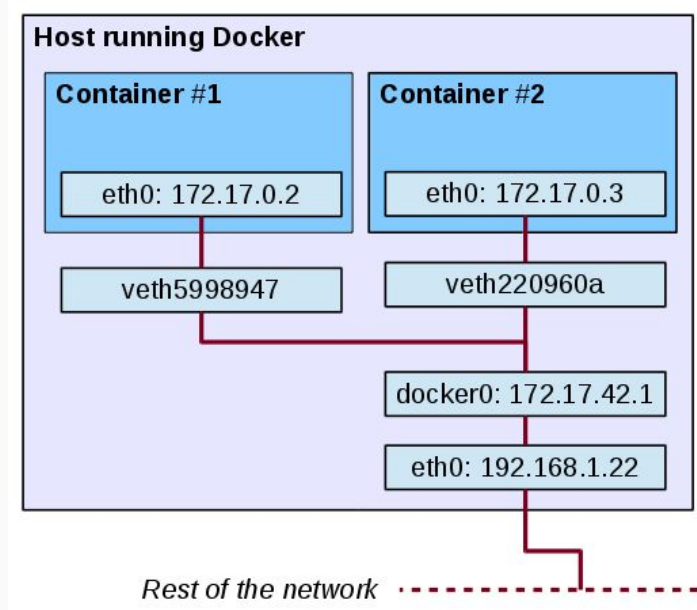 Host running Docker
Container #1
Container #2
eth0: 172.17.0.2
eth0: 172.17.0.3
veth5998947
veth220960a
docker0: 172.17.42.1
eth0: 192.168.1.22
Rest of the network